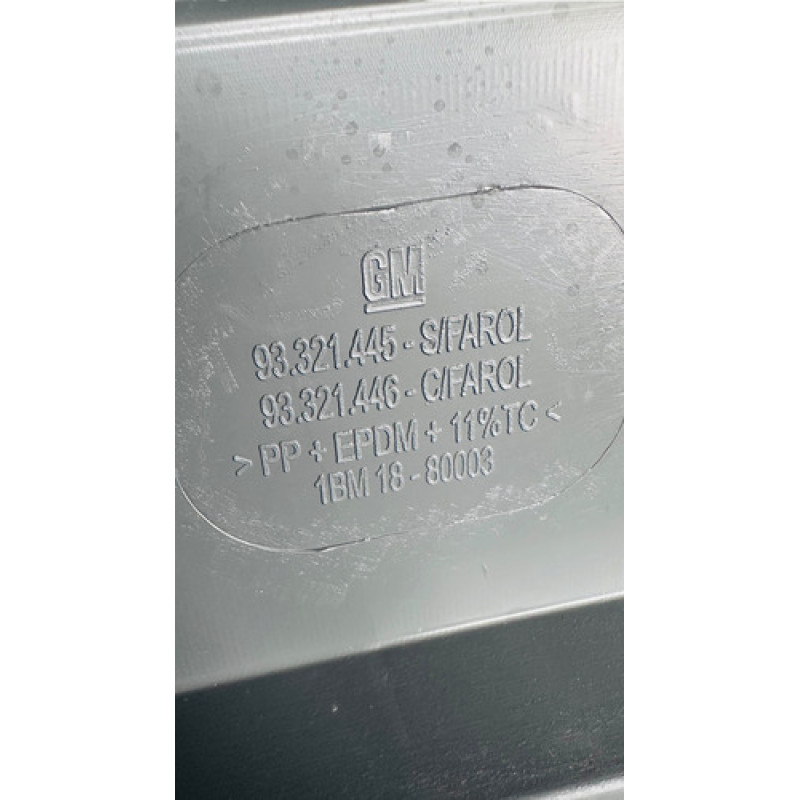 GM
93.321.445 - S/FAROL
93.321.446 - C/FAROL
> PP + EPDM + 11%TC <
1BM 18 - 80003